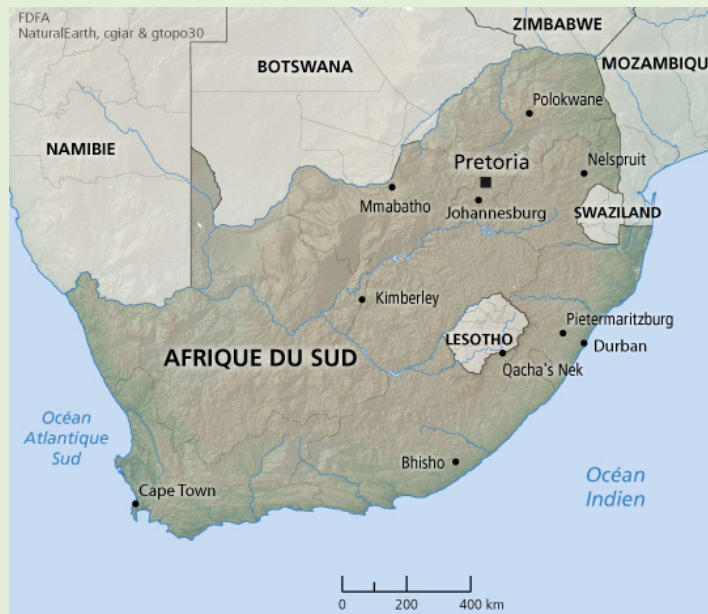 FDFA
NaturalEarth, cgiar & gtopo30
ZIMBABWE
BOTSWANA
MOZAMBIQU
Polokwane
NAMIBIE
Pretoria
Nelspruit
Mmabatho
Johannesburg
SWAZILAND
Kimberley
Pietermaritzburg
LESOTHO
Durban
AFRIQUE DU SUD
Qacha's Nek
Océan
Atlantique
Sud
Bhisho
Océan
Indien
Cape Town
0 200 400 km